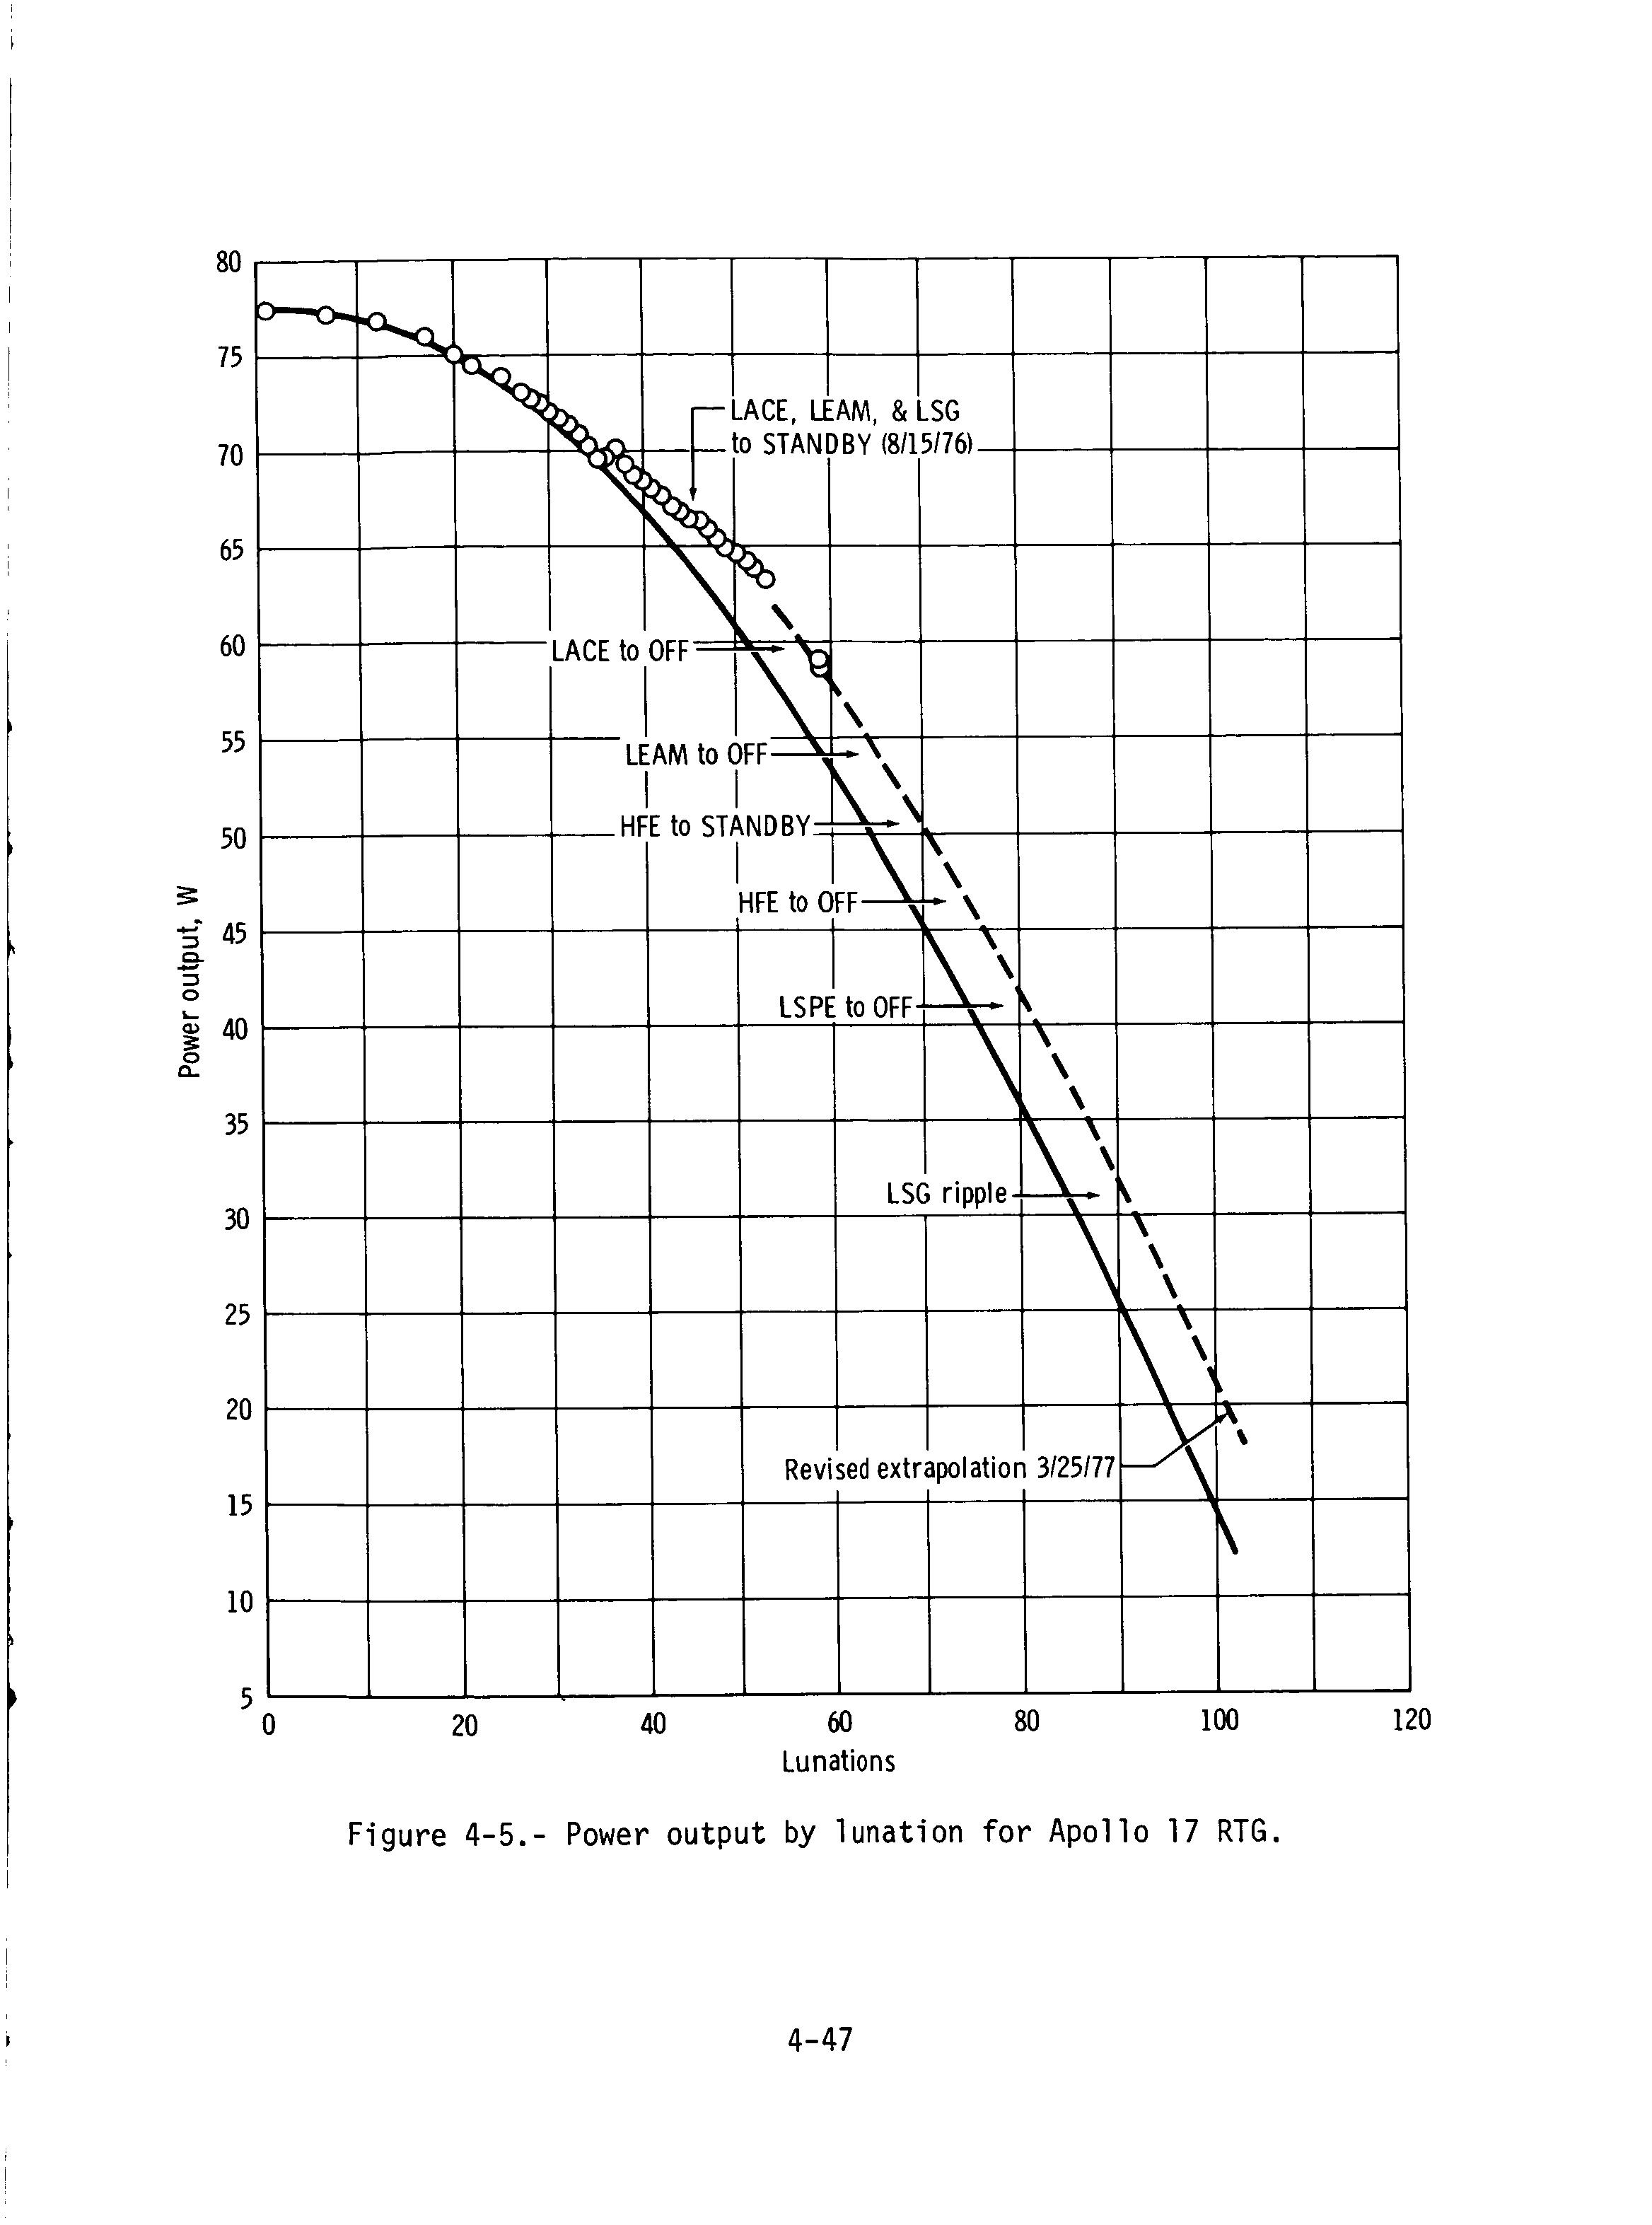 80
75
70
65
60
55
50
45
40
35
30
25
20
15
10
5
Power output, W
LACE, LEAM, & LSG
to STANDBY (8/15/76)
LACE to OFF
LEAM to OFF
HFE to STANDBY
HFE to OFF
LSPE to OFF
LSG ripple
Revised extrapolation 3/25/77
0 20 40 60 80 100 120
Lunations
Figure 4-5.- Power output by lunation for Apollo 17 RTG.
4-47